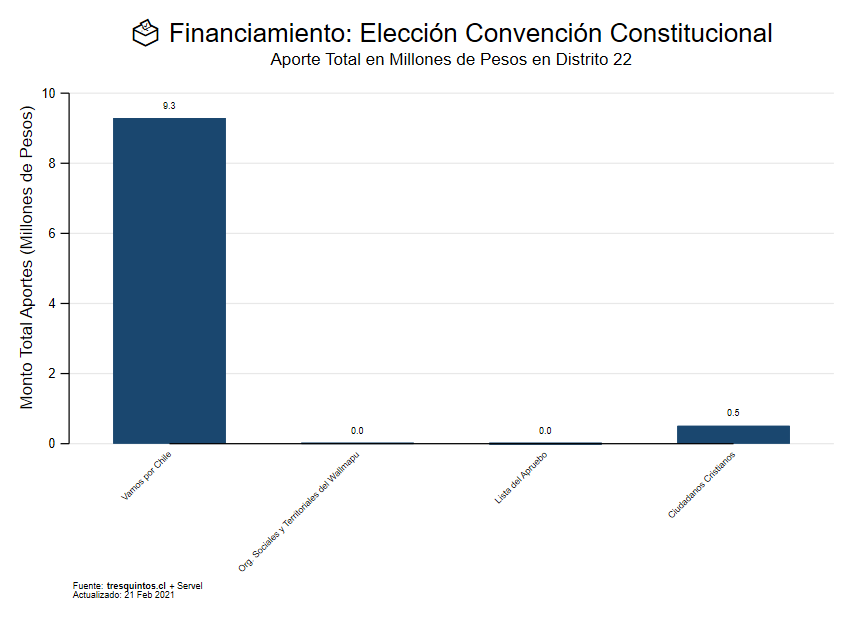 Financiamiento: Elección Convención Constitucional
Aporte Total en Millones de Pesos en Distrito 22
Monto Total Aportes (Millones de Pesos)
10
8
6
4
2
0
9.3
0.0
0.0
0.5
Vamos por Chile
Org. Sociales y Territoriales del Wallmapu
Lista del Apruebo
Ciudadanos Cristianos
Fuente: tresquintos.cl + Servel
Actualizado: 21 Feb 2021